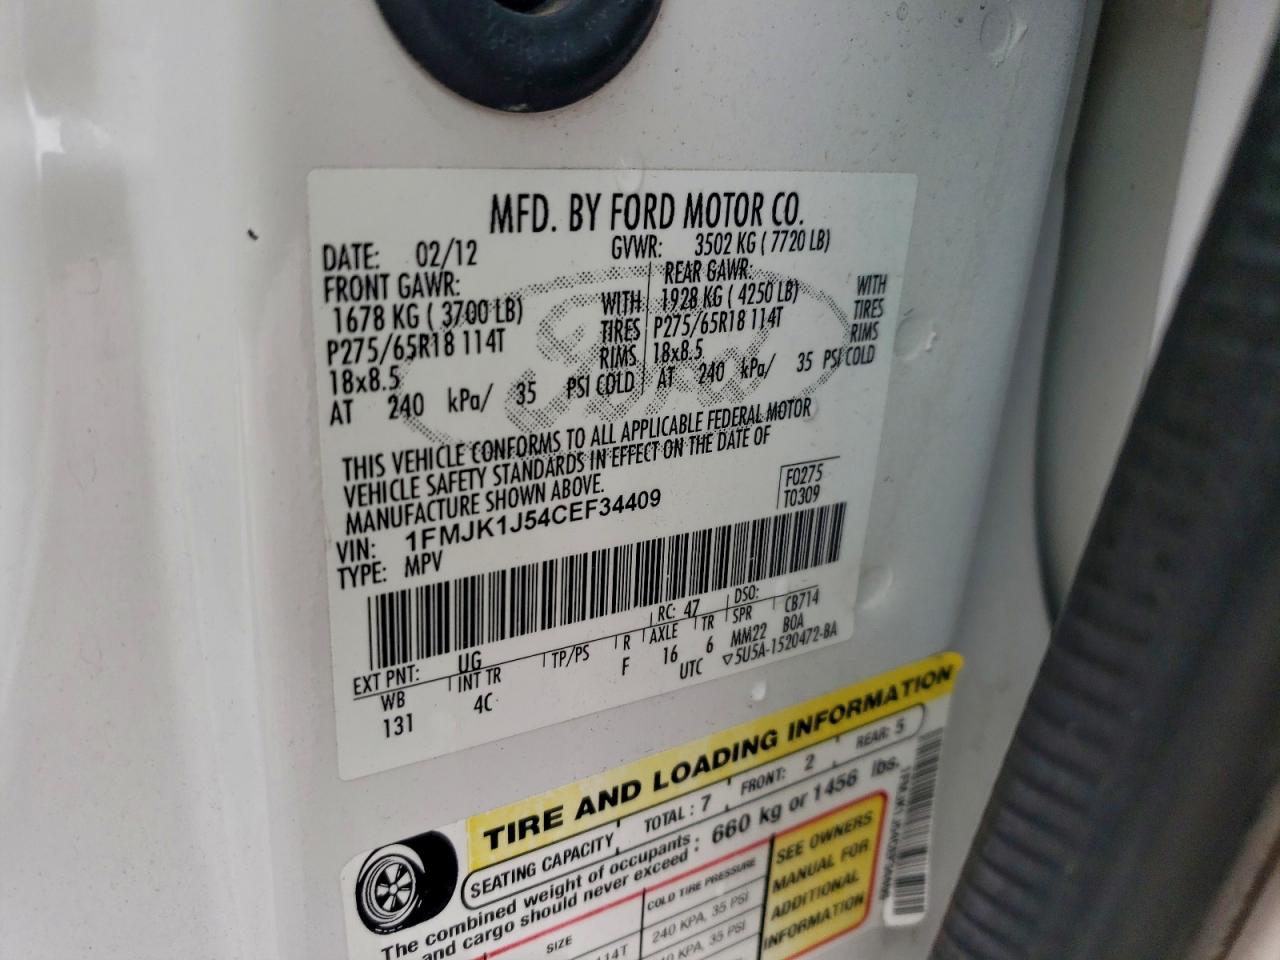 MFD. BY FORD MOTOR CO.
DATE: 02/12 GVWR: 3502 KG ( 7720 LB)
FRONT GAWR: REAR GAWR:
1678 KG ( 3700 LB) WITH 1928 KG ( 4250 LB) WITH
P275/65R18 114T TIRES P275/65R18 114T TIRES
18x8.5 RIMS 18x8.5 RIMS
AT 240 kPa/ 35 PSI COLD AT 240 kPa/ 35 PSI COLD
THIS VEHICLE CONFORMS TO ALL APPLICABLE FEDERAL MOTOR
VEHICLE SAFETY STANDARDS IN EFFECT ON THE DATE OF
MANUFACTURE SHOWN ABOVE.
F0275
T0309
VIN: 1FMJK1J54CEF34409
TYPE: MPV
EXT PNT: UG RC: 47 DSO:
WB INT TR TP/PS R AXLE TR SPR CB714
131 4C F 16 6 MM22 B0A
UTC ▽5U5A-1520472-BA
TIRE AND LOADING INFORMATION
SEATING CAPACITY TOTAL : 7 FRONT: 2 REAR: 5
The combined weight of occupants
and cargo should never exceed : 660 kg or 1456 lbs.
SIZE COLD TIRE PRESSURE
114T 240 KPA, 35 PSI
KPA, 35 PSI
SEE OWNERS
MANUAL FOR
ADDITIONAL
INFORMATION